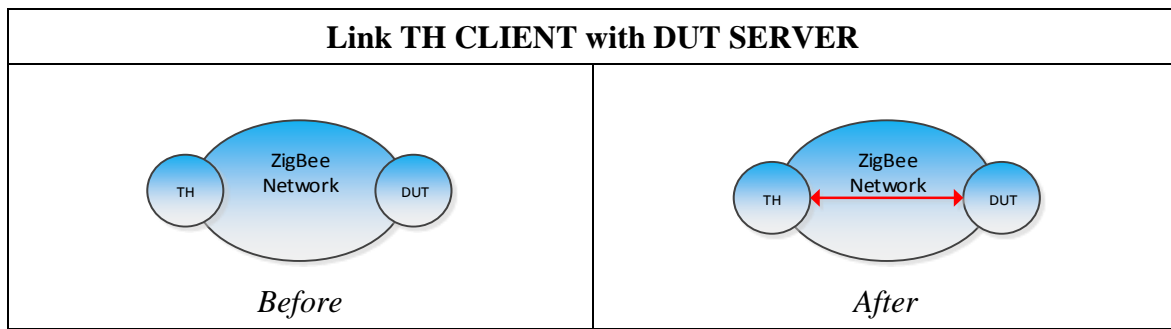 Link TH CLIENT with DUT SERVER
ZigBee
Network
TH
DUT
Before
ZigBee
Network
TH
DUT
After